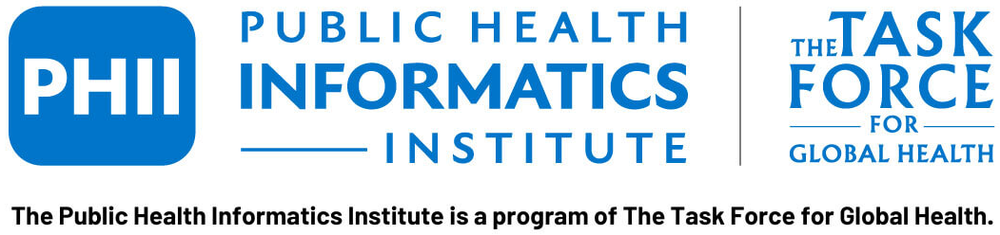 PHII
PUBLIC HEALTH
INFORMATICS
INSTITUTE
THE TASK
FORCE
FOR
GLOBAL HEALTH
The Public Health Informatics Institute is a program of The Task Force for Global Health.